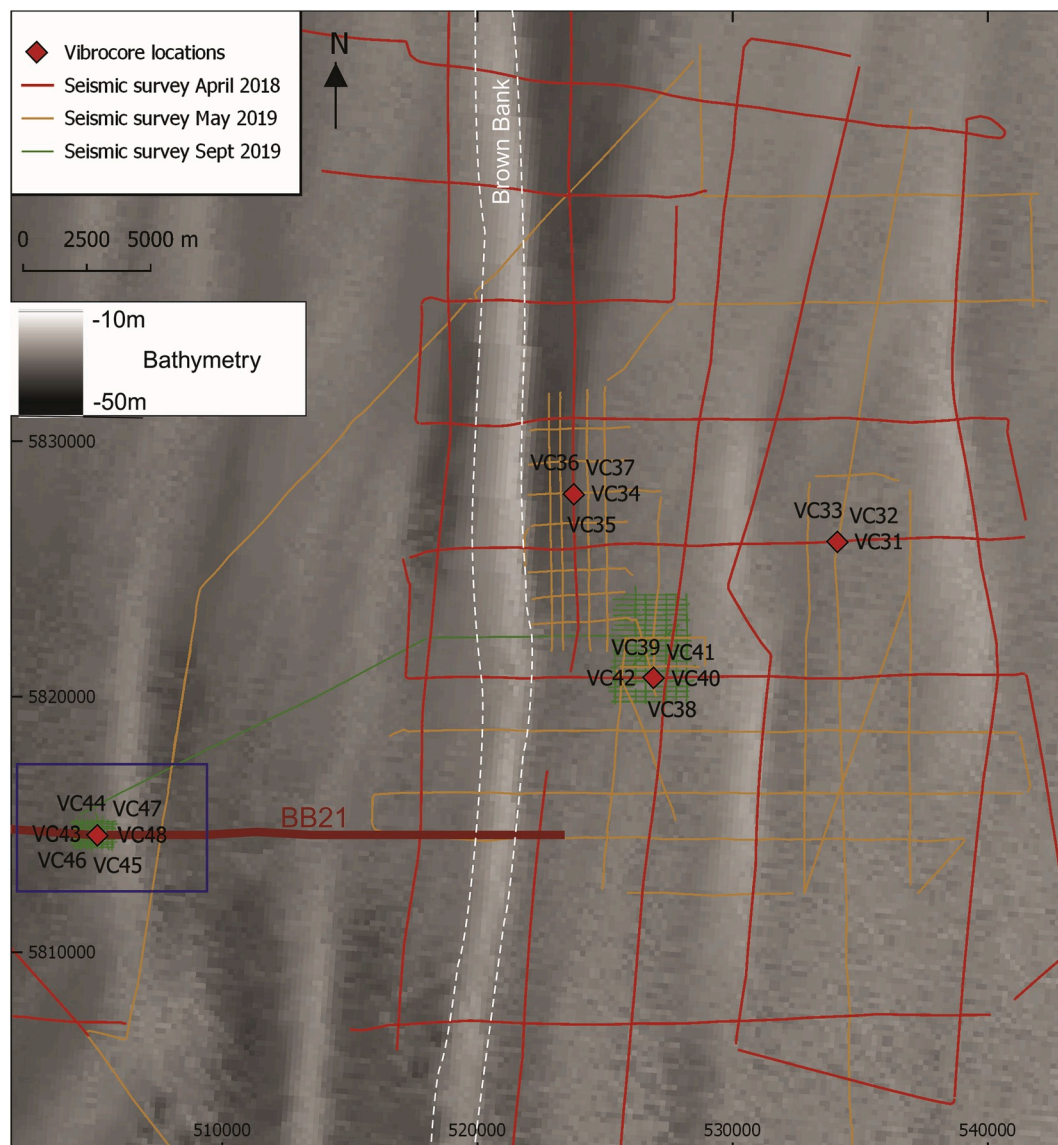 Vibrocore locations
Seismic survey April 2018
Seismic survey May 2019
Seismic survey Sept 2019
N
Brown Bank
0 2500 5000 m
-10m
Bathymetry
-50m
5830000
VC36 VC37
VC34
VC35
VC33 VC32
VC31
VC39 VC41
5820000
VC42 VC40
VC38
VC44 VC47
BB21
VC43 VC48
VC46 VC45
5810000
510000 520000 530000 540000